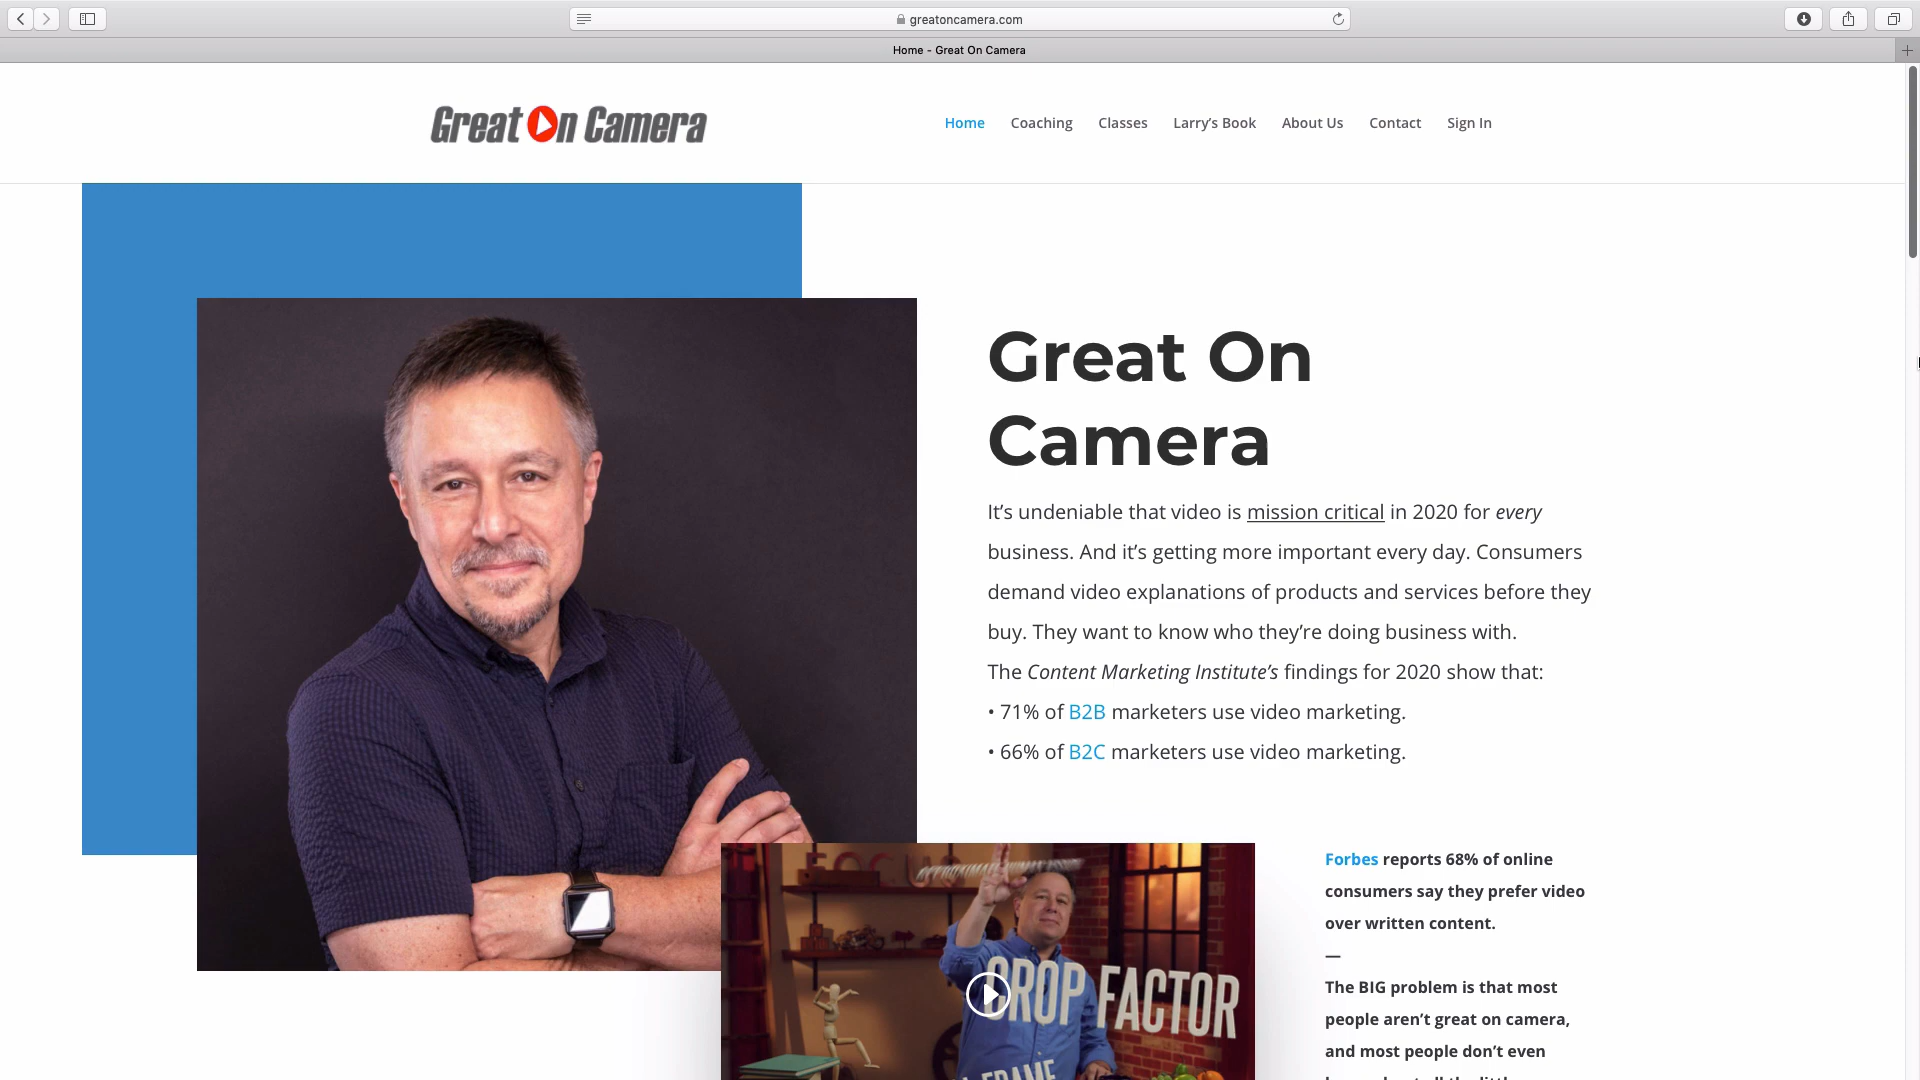 greatoncamera.com
Home - Great On Camera
Great On Camera
Home Coaching Classes Larry's Book About Us Contact Sign In
Great On
Camera
It's undeniable that video is mission critical in 2020 for every
business. And it's getting more important every day. Consumers
demand video explanations of products and services before they
buy. They want to know who they're doing business with.
The Content Marketing Institute's findings for 2020 show that:
• 71% of B2B marketers use video marketing.
• 66% of B2C marketers use video marketing.
FOCUS
CROP FACTOR
FRAME
Forbes reports 68% of online
consumers say they prefer video
over written content.
—
The BIG problem is that most
people aren't great on camera,
and most people don't even